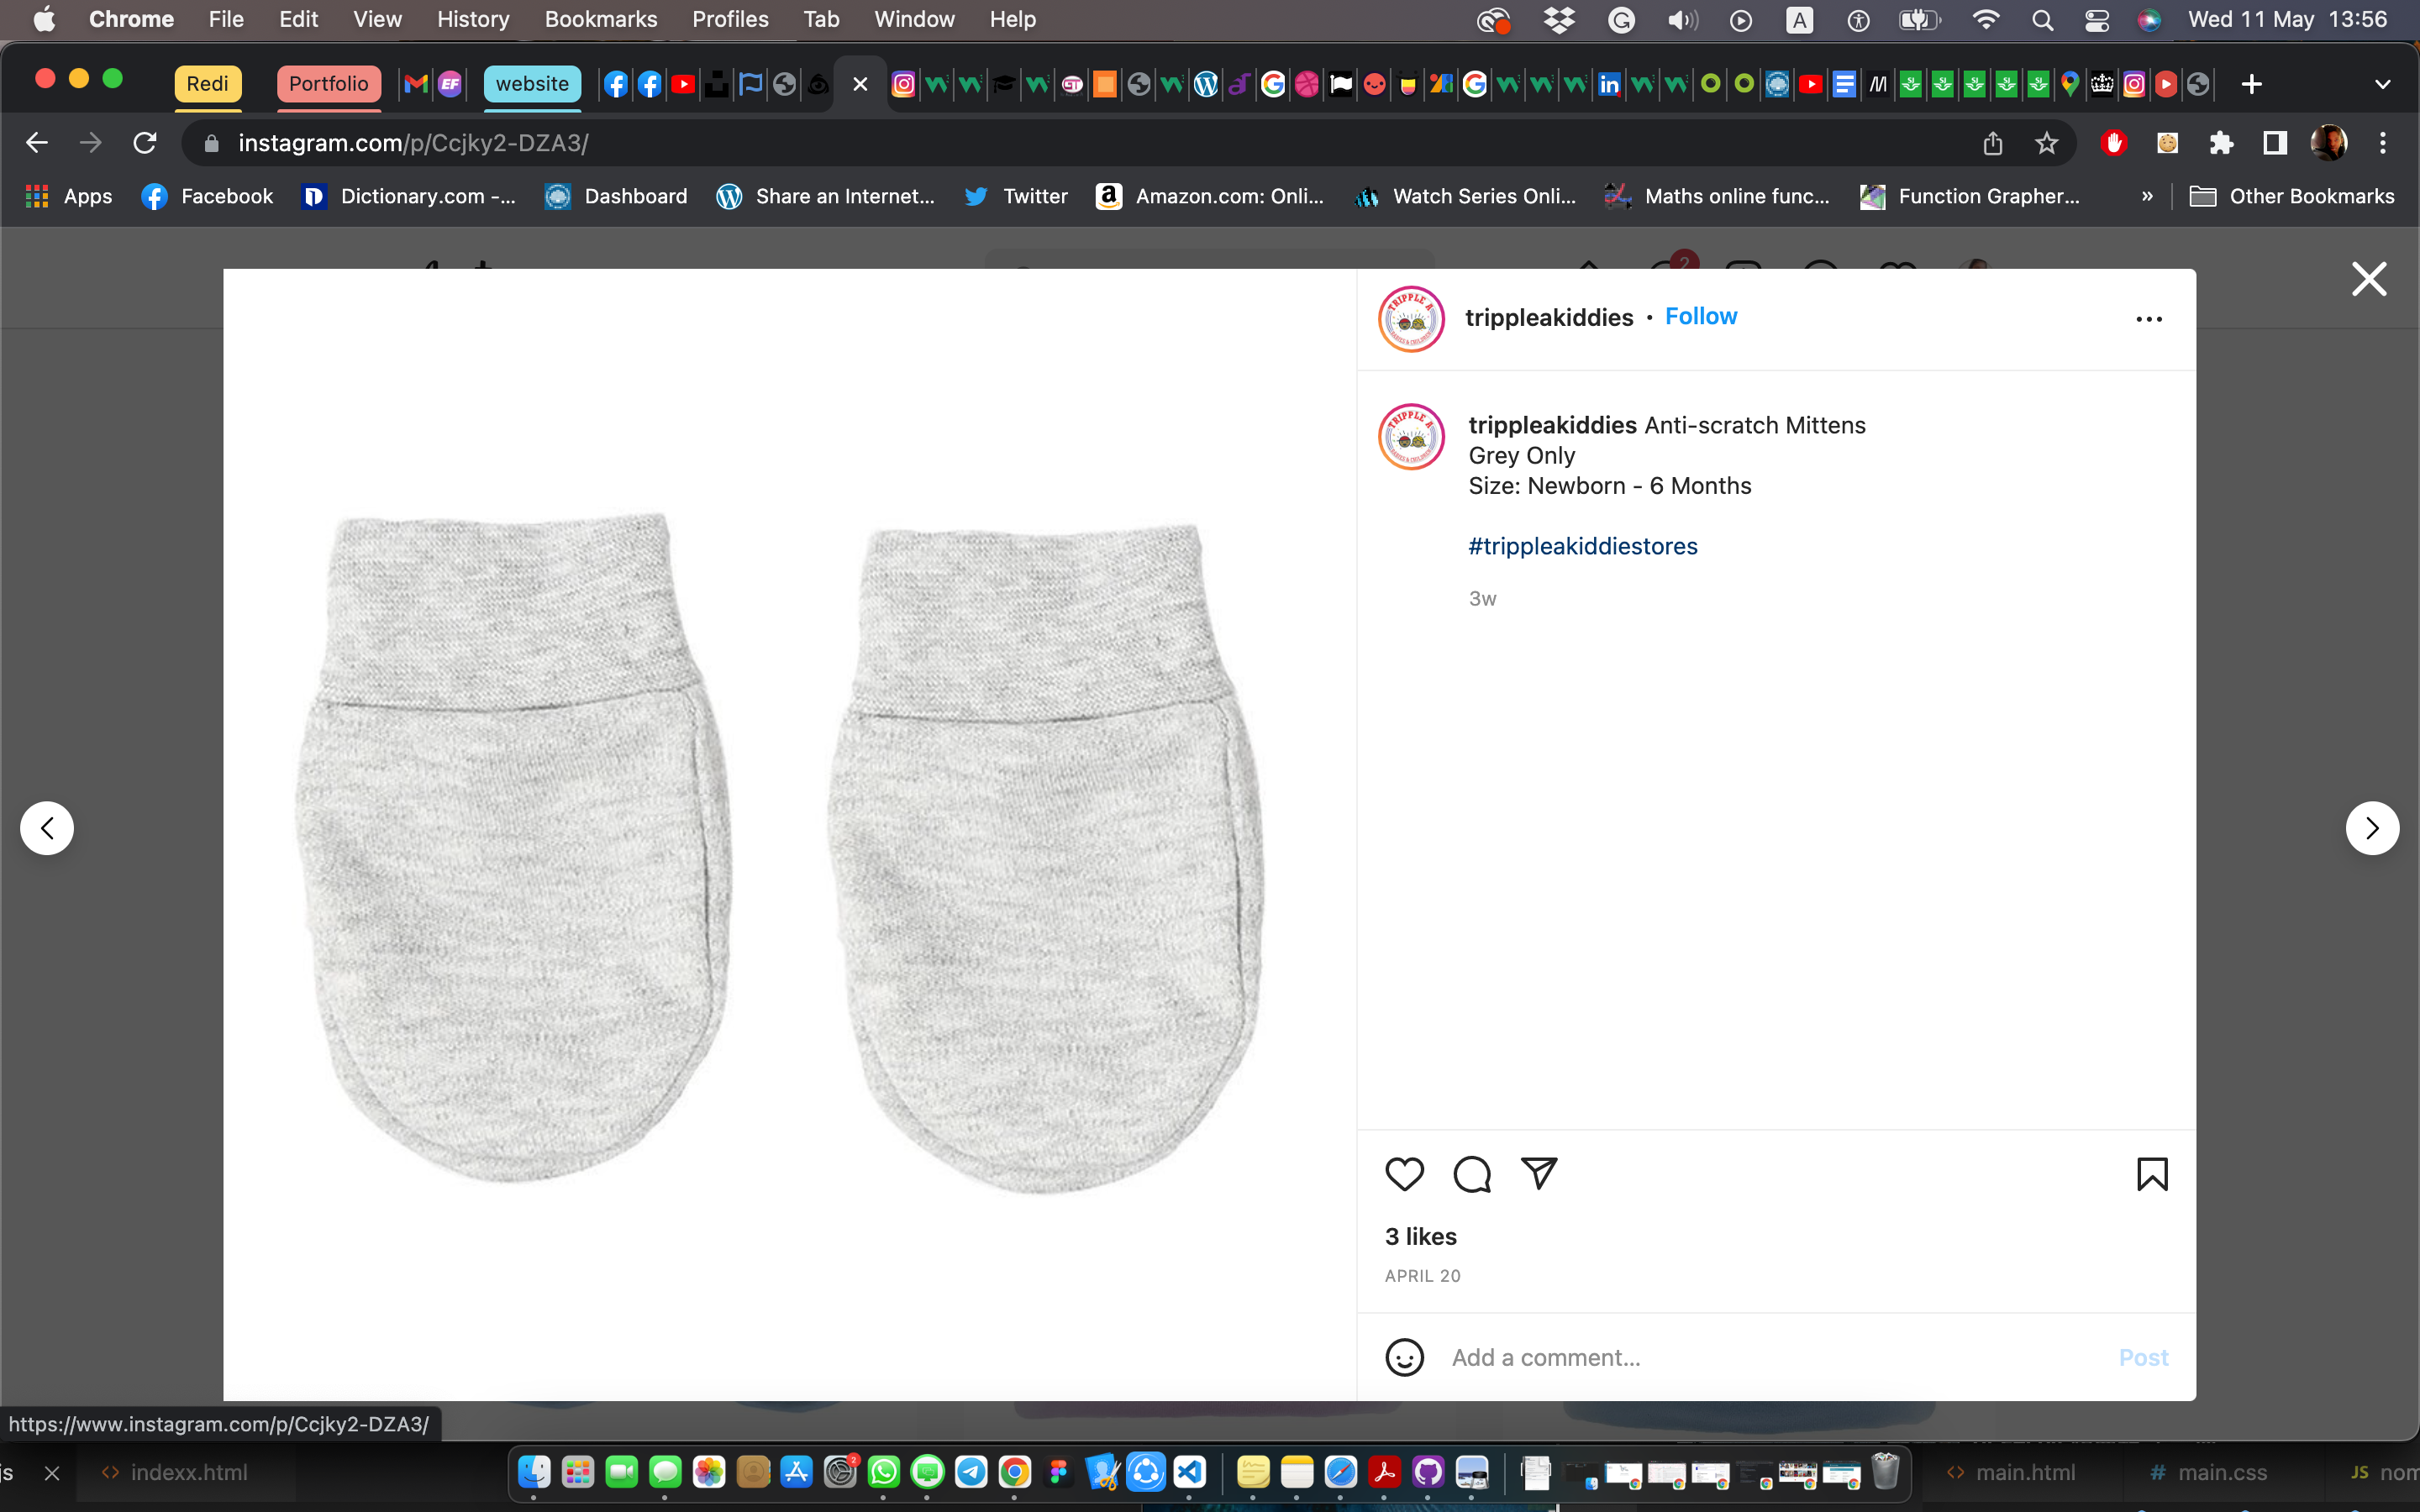 Chrome File Edit View History Bookmarks Profiles Tab Window Help Wed 11 May 13:56
Redi Portfolio website
instagram.com/p/Ccjky2-DZA3/
Apps Facebook Dictionary.com -... Dashboard Share an Internet... Twitter Amazon.com: Onli... Watch Series Onli... Maths online func... Function Grapher... » Other Bookmarks
2
trippleakiddies • Follow
trippleakiddies Anti-scratch Mittens
Grey Only
Size: Newborn - 6 Months
#trippleakiddiestores
3w
3 likes
APRIL 20
Add a comment... Post
https://www.instagram.com/p/Ccjky2-DZA3/
js indexx.html main.html # main.css JS nom